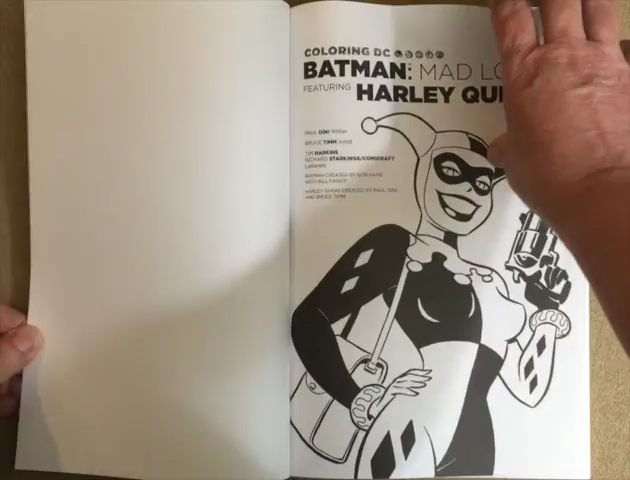 COLORING DC
BATMAN: MAD LO
FEATURING HARLEY QUI
PAUL DINI Writer
BRUCE TIMM Artist
TIM HARKINS
RICHARD STARKINGS/COMICRAFT
Letterers
BATMAN CREATED BY BOB KANE
WITH BILL FINGER
HARLEY QUINN CREATED BY PAUL DINI
AND BRUCE TIMM